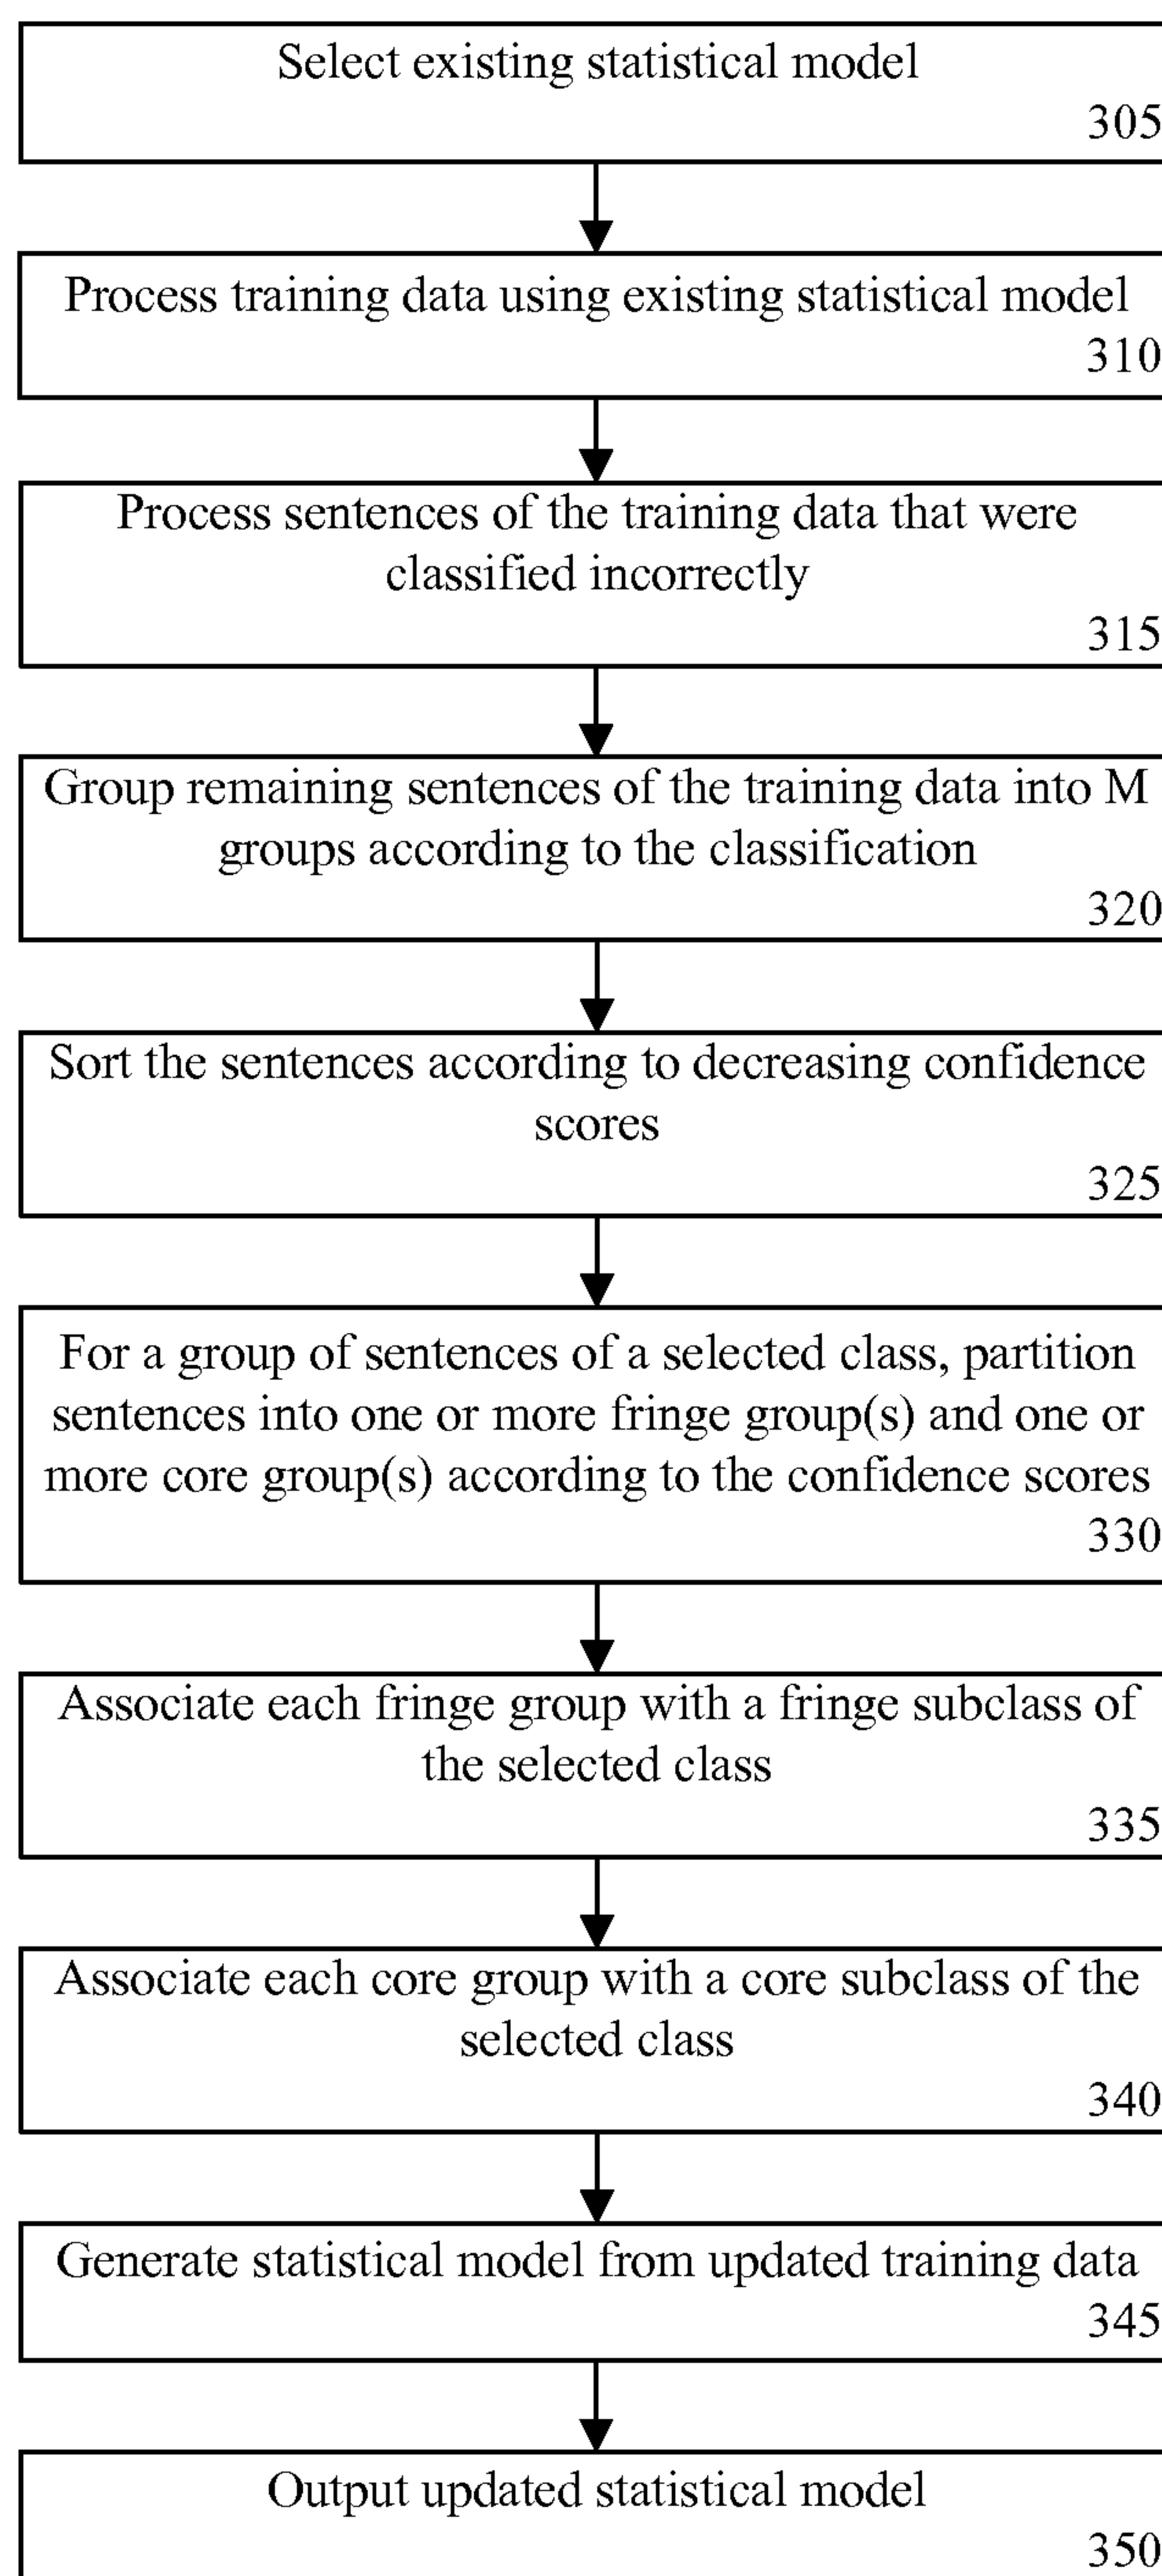 Select existing statistical model
305
Process training data using existing statistical model
310
Process sentences of the training data that were
classified incorrectly
315
Group remaining sentences of the training data into M
groups according to the classification
320
Sort the sentences according to decreasing confidence
scores
325
For a group of sentences of a selected class, partition
sentences into one or more fringe group(s) and one or
more core group(s) according to the confidence scores
330
Associate each fringe group with a fringe subclass of
the selected class
335
Associate each core group with a core subclass of the
selected class
340
Generate statistical model from updated training data
345
Output updated statistical model
350